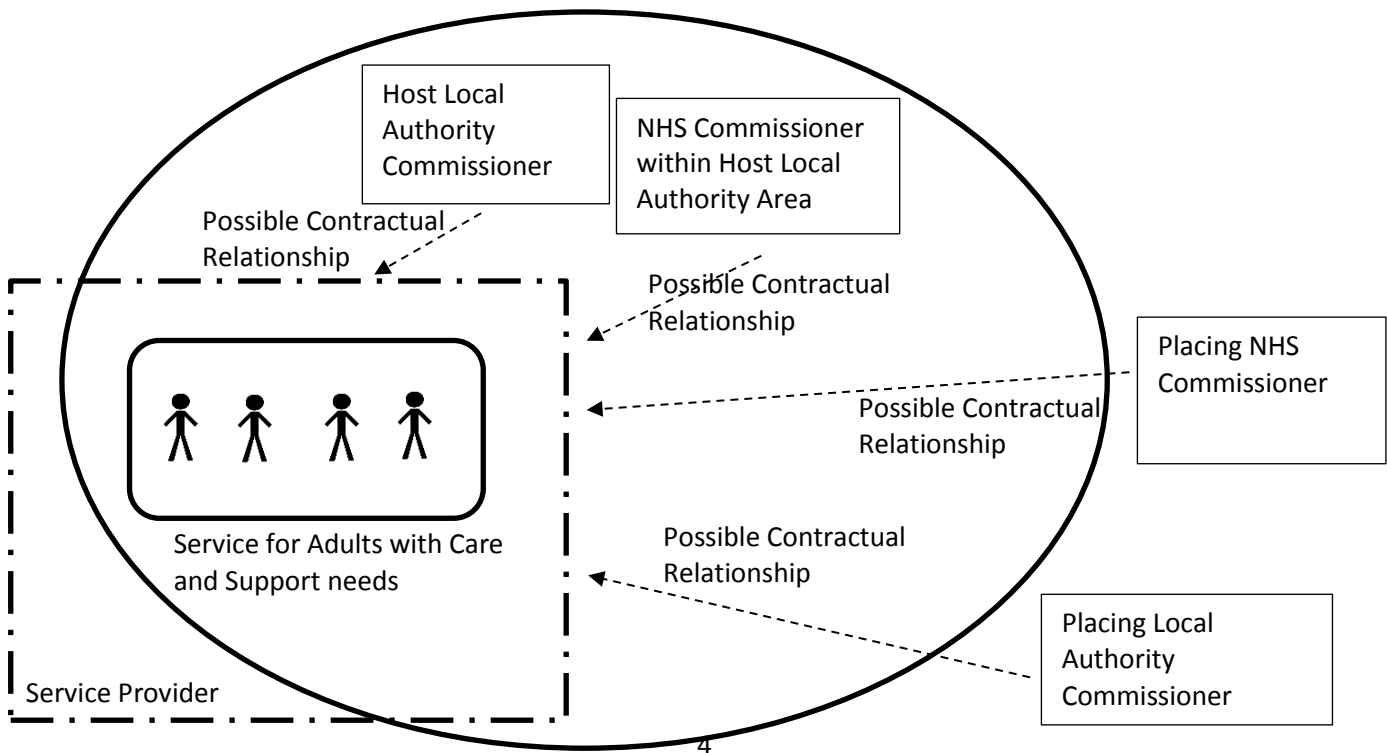 Host Local
Authority
Commissioner
NHS Commissioner
within Host Local
Authority Area
Possible Contractual
Relationship
Possible Contractual
Relationship
Placing NHS
Commissioner
Possible Contractual
Relationship
Service for Adults with Care
and Support needs
Possible Contractual
Relationship
Placing Local
Authority
Commissioner
Service Provider
4